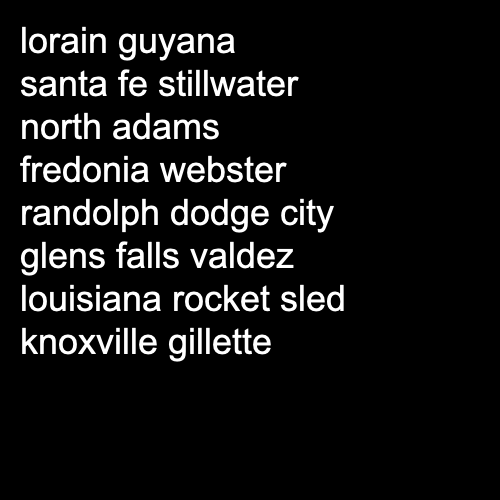 lorain guyana
santa fe stillwater
north adams
fredonia webster
randolph dodge city
glens falls valdez
louisiana rocket sled
knoxville gillette